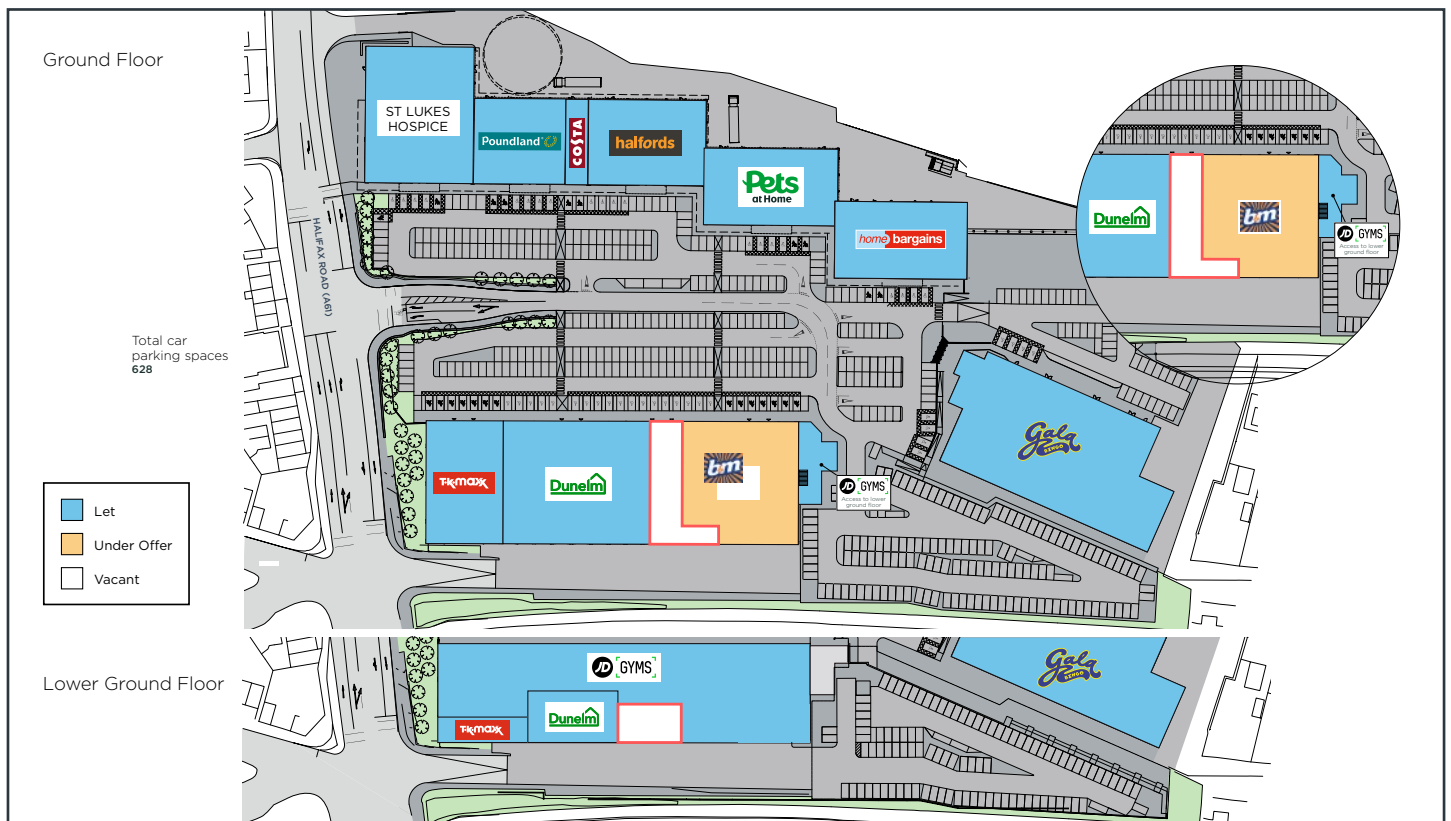 Ground Floor
ST LUKES
HOSPICE
Poundland
COSTA
halfords
Pets
at Home
home bargains
HALIFAX ROAD (A61)
Dunelm
bm
JD GYMS
Access to lower
ground floor
Total car
parking spaces
628
Let
Under Offer
Vacant
TK maxx
Dunelm
bm
JD GYMS
Access to lower
ground floor
Gala
BINGO
Lower Ground Floor
JD GYMS
TK maxx
Dunelm
Gala
BINGO